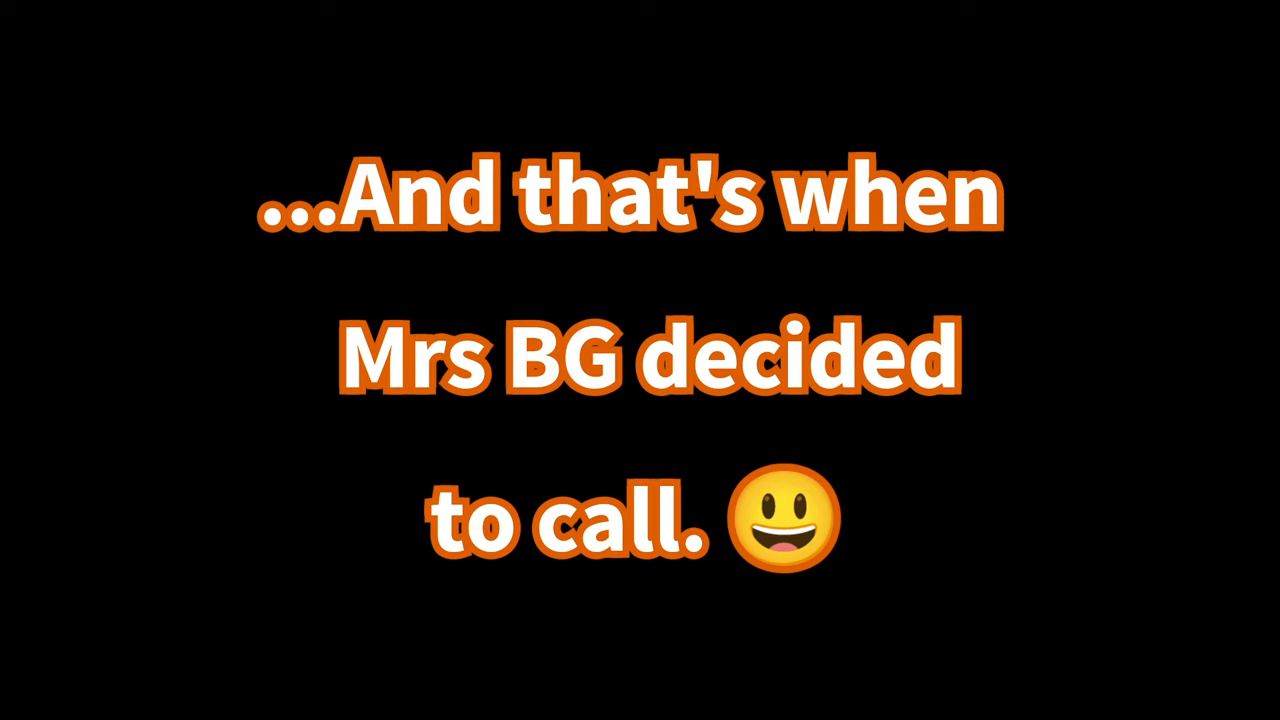 ...And that's when
Mrs BG decided
to call. 😃